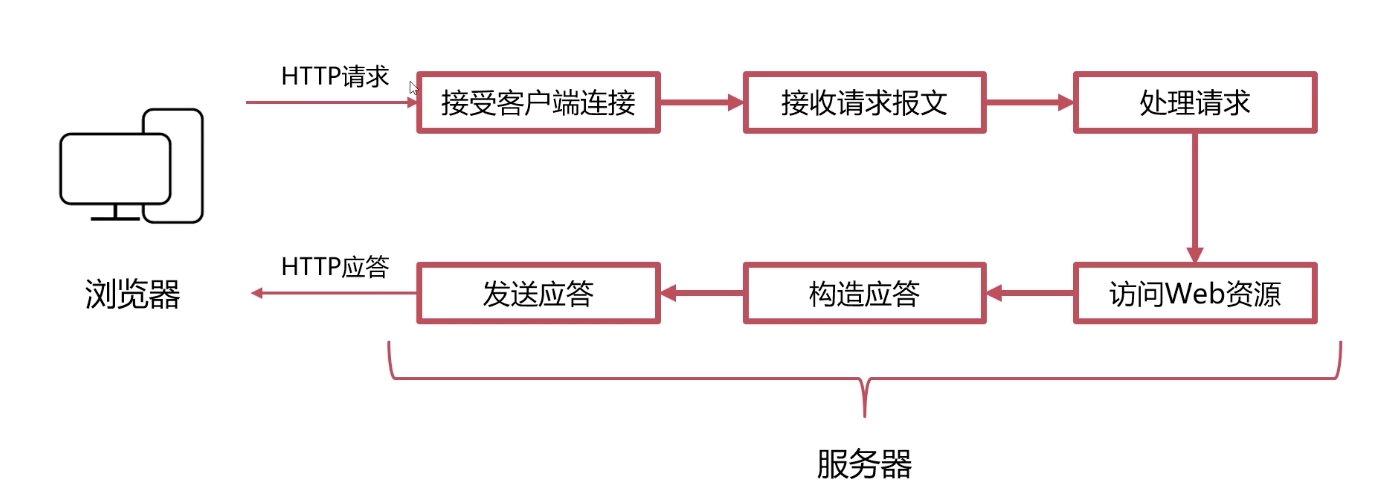 HTTP请求
接受客户端连接
接收请求报文
处理请求
浏览器
HTTP应答
发送应答
构造应答
访问Web资源
服务器